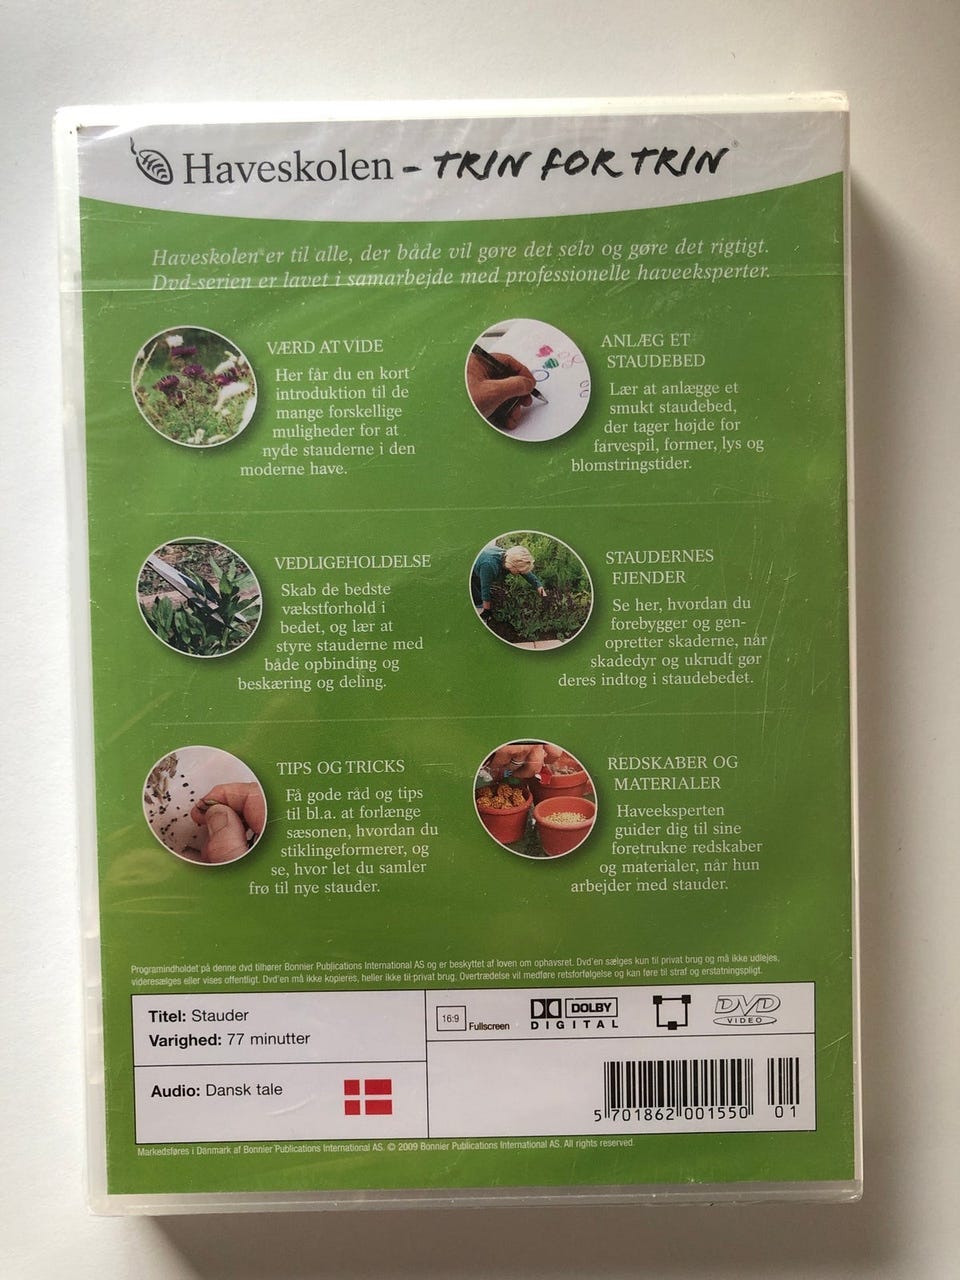 Haveskolen - TRIN FOR TRIN®
Haveskolen er til alle, der både vil gøre det selv og gøre det rigtigt.
Dvd-serien er lavet i samarbejde med professionelle haveeksperter.
VÆRD AT VIDE
Her får du en kort
introduktion til de
mange forskellige
muligheder for at
nyde stauderne i den
moderne have.
ANLÆG ET
STAUDEBED
Lær at anlægge et
smukt staudebed,
der tager højde for
farvespil, former, lys og
blomstringstider.
VEDLIGEHOLDELSE
Skab de bedste
vækstforhold i
bedet, og lær at
styre stauderne med
både opbinding og
beskæring og deling.
STAUDERNES
FJENDER
Se her, hvordan du
forebygger og gen-
opretter skaderne, når
skadedyr og ukrudt gør
deres indtog i staudebedet.
TIPS OG TRICKS
Få gode råd og tips
til bl.a. at forlænge
sæsonen, hvordan du
stiklingeformerer, og
se, hvor let du samler
frø til nye stauder.
REDSKABER OG
MATERIALER
Haveeksperten
guider dig til sine
foretrukne redskaber
og materialer, når hun
arbejder med stauder.
Programindholdet på denne dvd tilhører Bonnier Publications International AS og er beskyttet af loven om ophavsret. Dvd'en sælges kun til privat brug og må ikke udlejes,
videresælges eller vises offentligt. Dvd'en må ikke kopieres, heller ikke til privat brug. Overtrædelse vil medføre retsforfølgelse og kan føre til straf og erstatningspligt.
Titel: Stauder
Varighed: 77 minutter
Audio: Dansk tale
16:9 Fullscreen
DOLBY
DIGITAL
DVD
VIDEO
5 701862 001550 01
Markedsføres i Danmark af Bonnier Publications International AS. © 2009 Bonnier Publications International AS. All rights reserved.